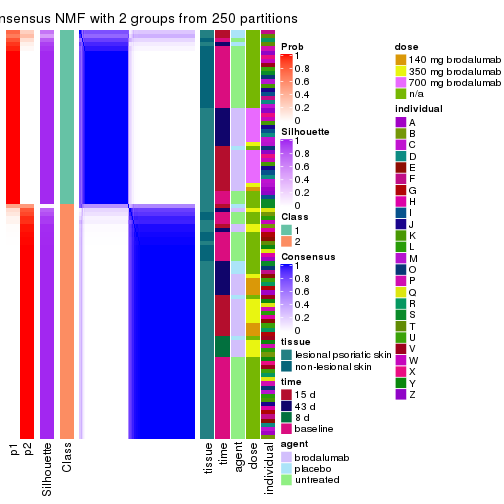 nsensus NMF with 2 groups from 250 partitions
Prob
1
0.8
0.6
0.4
0.2
0
Silhouette
1
0.8
0.6
0.4
0.2
0
Class
1
2
Consensus
1
0.8
0.6
0.4
0.2
0
tissue
lesional psoriatic skin
non-lesional skin
time
15 d
43 d
8 d
baseline
agent
brodalumab
placebo
untreated
dose
140 mg brodalumab
350 mg brodalumab
700 mg brodalumab
n/a
individual
A
B
C
D
E
F
G
H
I
J
K
L
M
O
P
Q
R
S
T
U
V
W
X
Y
Z
p1
p2
Silhouette
Class
tissue
time
agent
dose
individual